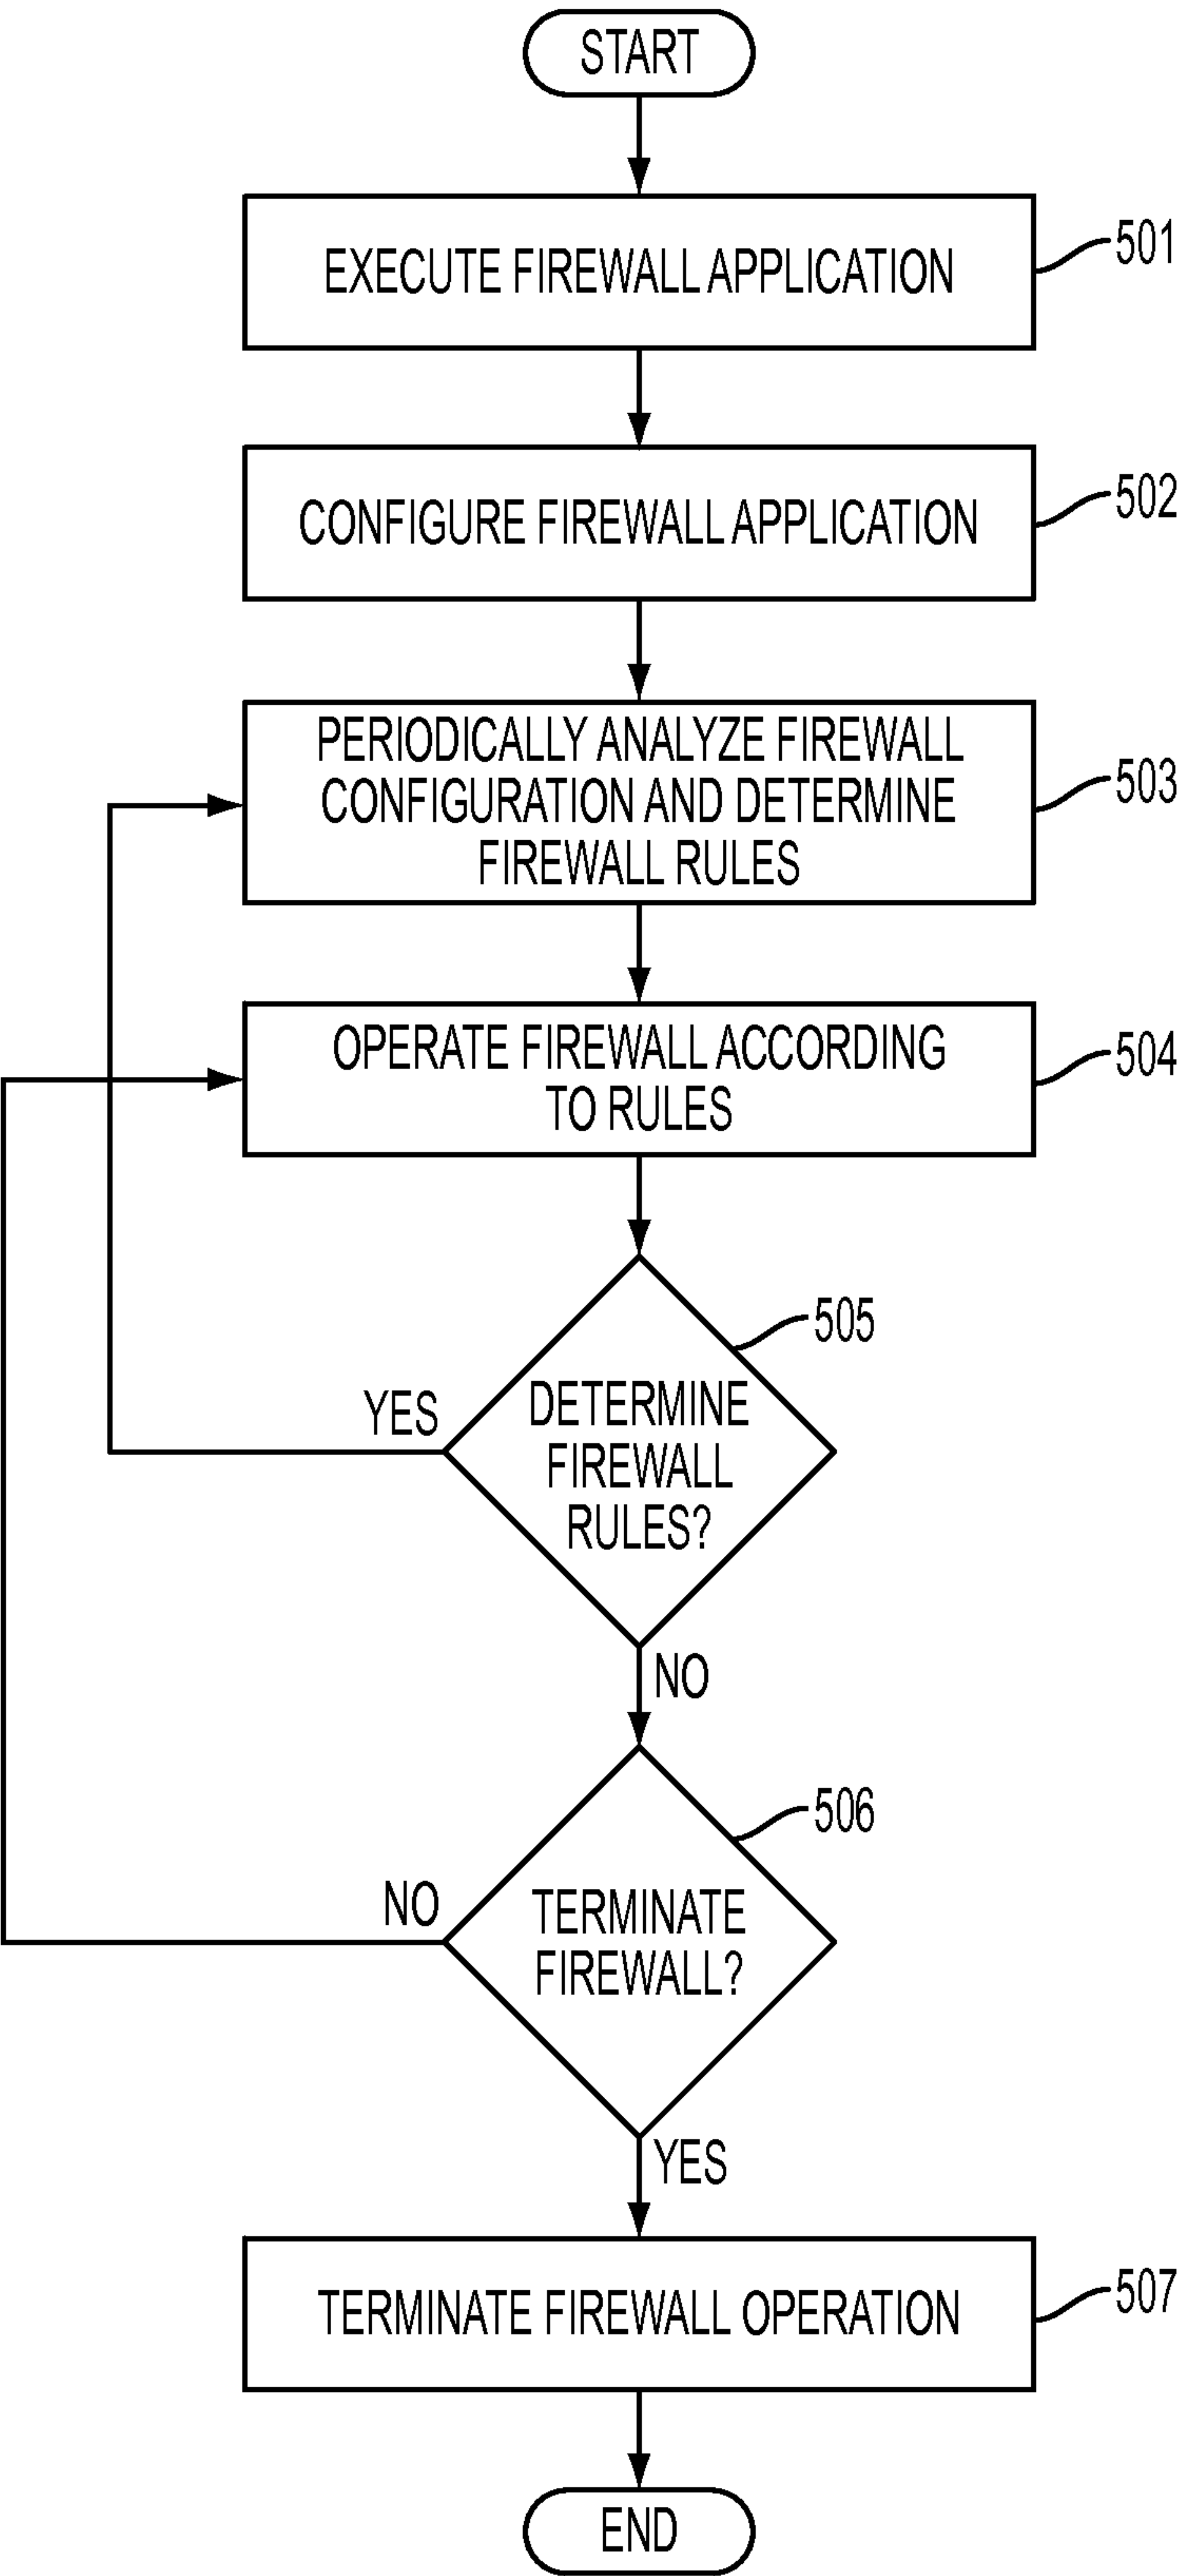 START
EXECUTE FIREWALL APPLICATION
501
CONFIGURE FIREWALL APPLICATION
502
PERIODICALLY ANALYZE FIREWALL
CONFIGURATION AND DETERMINE
FIREWALL RULES
503
OPERATE FIREWALL ACCORDING
TO RULES
504
505
DETERMINE
FIREWALL
RULES?
YES
NO
506
TERMINATE
FIREWALL?
NO
YES
TERMINATE FIREWALL OPERATION
507
END